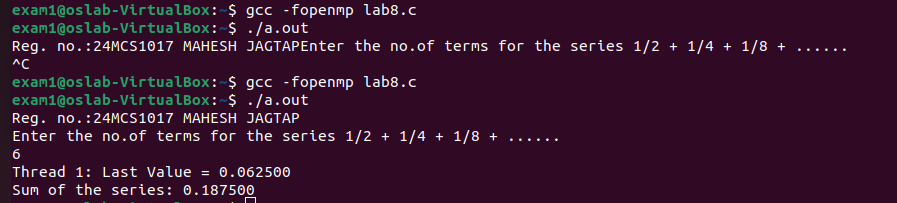 exam1@oslab-VirtualBox:~$ gcc -fopenmp lab8.c
exam1@oslab-VirtualBox:~$ ./a.out
Reg. no.:24MCS1017 MAHESH JAGTAPEnter the no.of terms for the series 1/2 + 1/4 + 1/8 + ......
^C
exam1@oslab-VirtualBox:~$ gcc -fopenmp lab8.c
exam1@oslab-VirtualBox:~$ ./a.out
Reg. no.:24MCS1017 MAHESH JAGTAP
Enter the no.of terms for the series 1/2 + 1/4 + 1/8 + ......
6
Thread 1: Last Value = 0.062500
Sum of the series: 0.187500